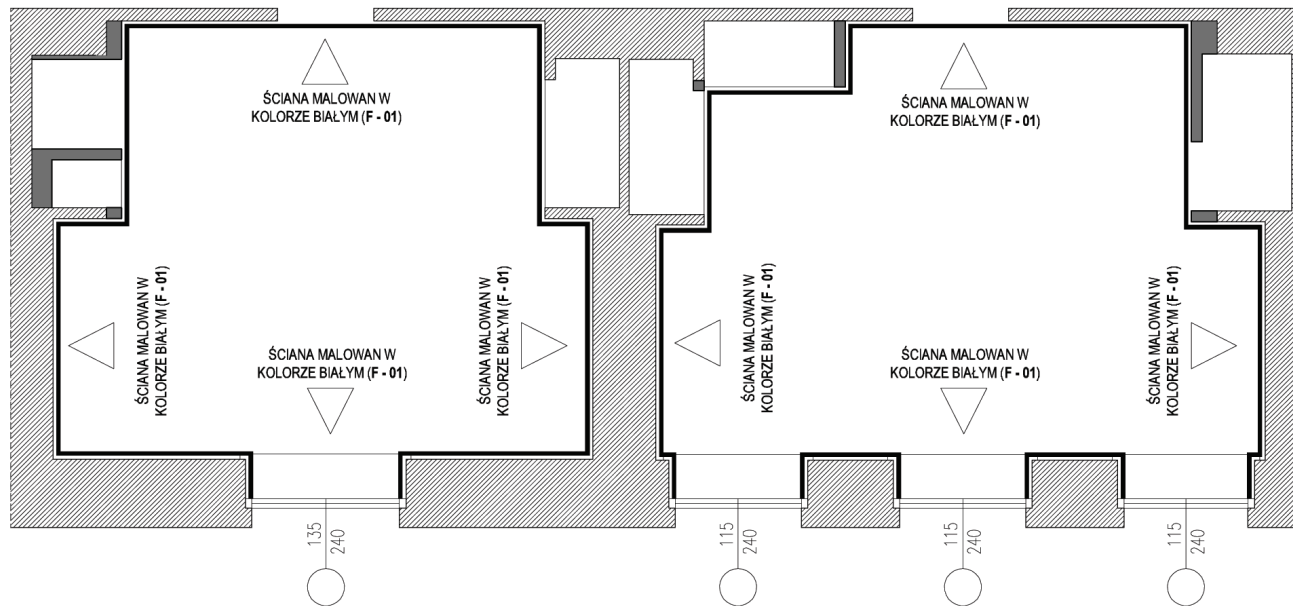 ŚCIANA MALOWAN W
KOLORZE BIAŁYM (F - 01)
ŚCIANA MALOWAN W
KOLORZE BIAŁYM (F - 01)
ŚCIANA MALOWAN W
KOLORZE BIAŁYM (F - 01)
ŚCIANA MALOWAN W
KOLORZE BIAŁYM (F - 01)
ŚCIANA MALOWAN W
KOLORZE BIAŁYM (F - 01)
ŚCIANA MALOWAN W
KOLORZE BIAŁYM (F - 01)
ŚCIANA MALOWAN W
KOLORZE BIAŁYM (F - 01)
ŚCIANA MALOWAN W
KOLORZE BIAŁYM (F - 01)
135
240
115
240
115
240
115
240